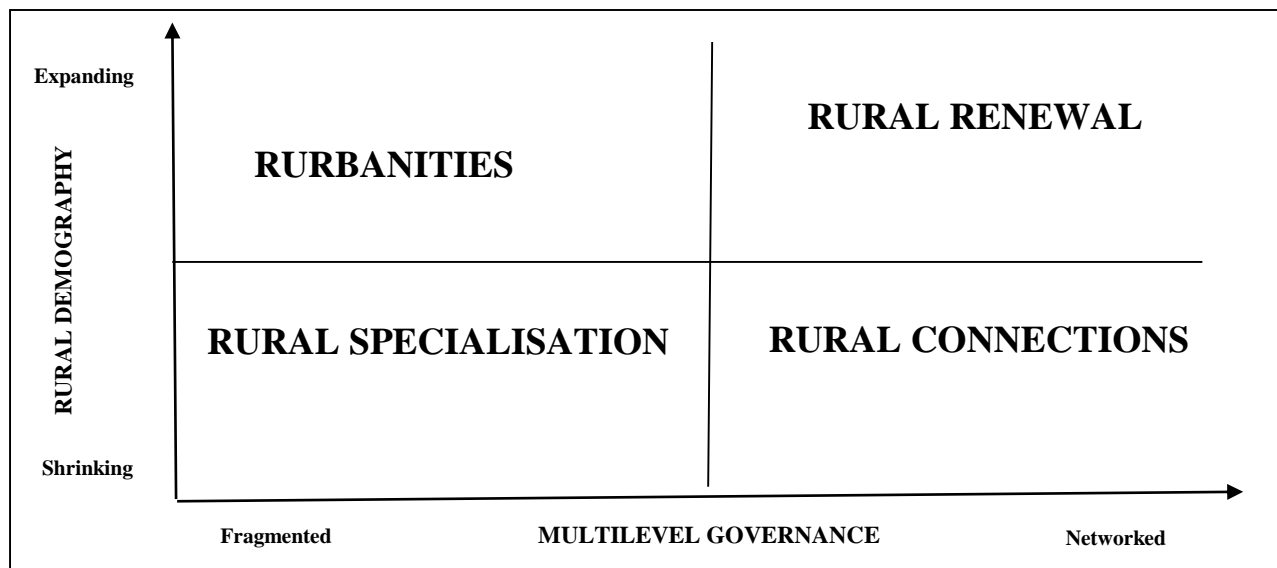 Expanding
RURAL RENEWAL
RURBANITIES
RURAL DEMOGRAPHY
RURAL SPECIALISATION
RURAL CONNECTIONS
Shrinking
Fragmented
MULTILEVEL GOVERNANCE
Networked